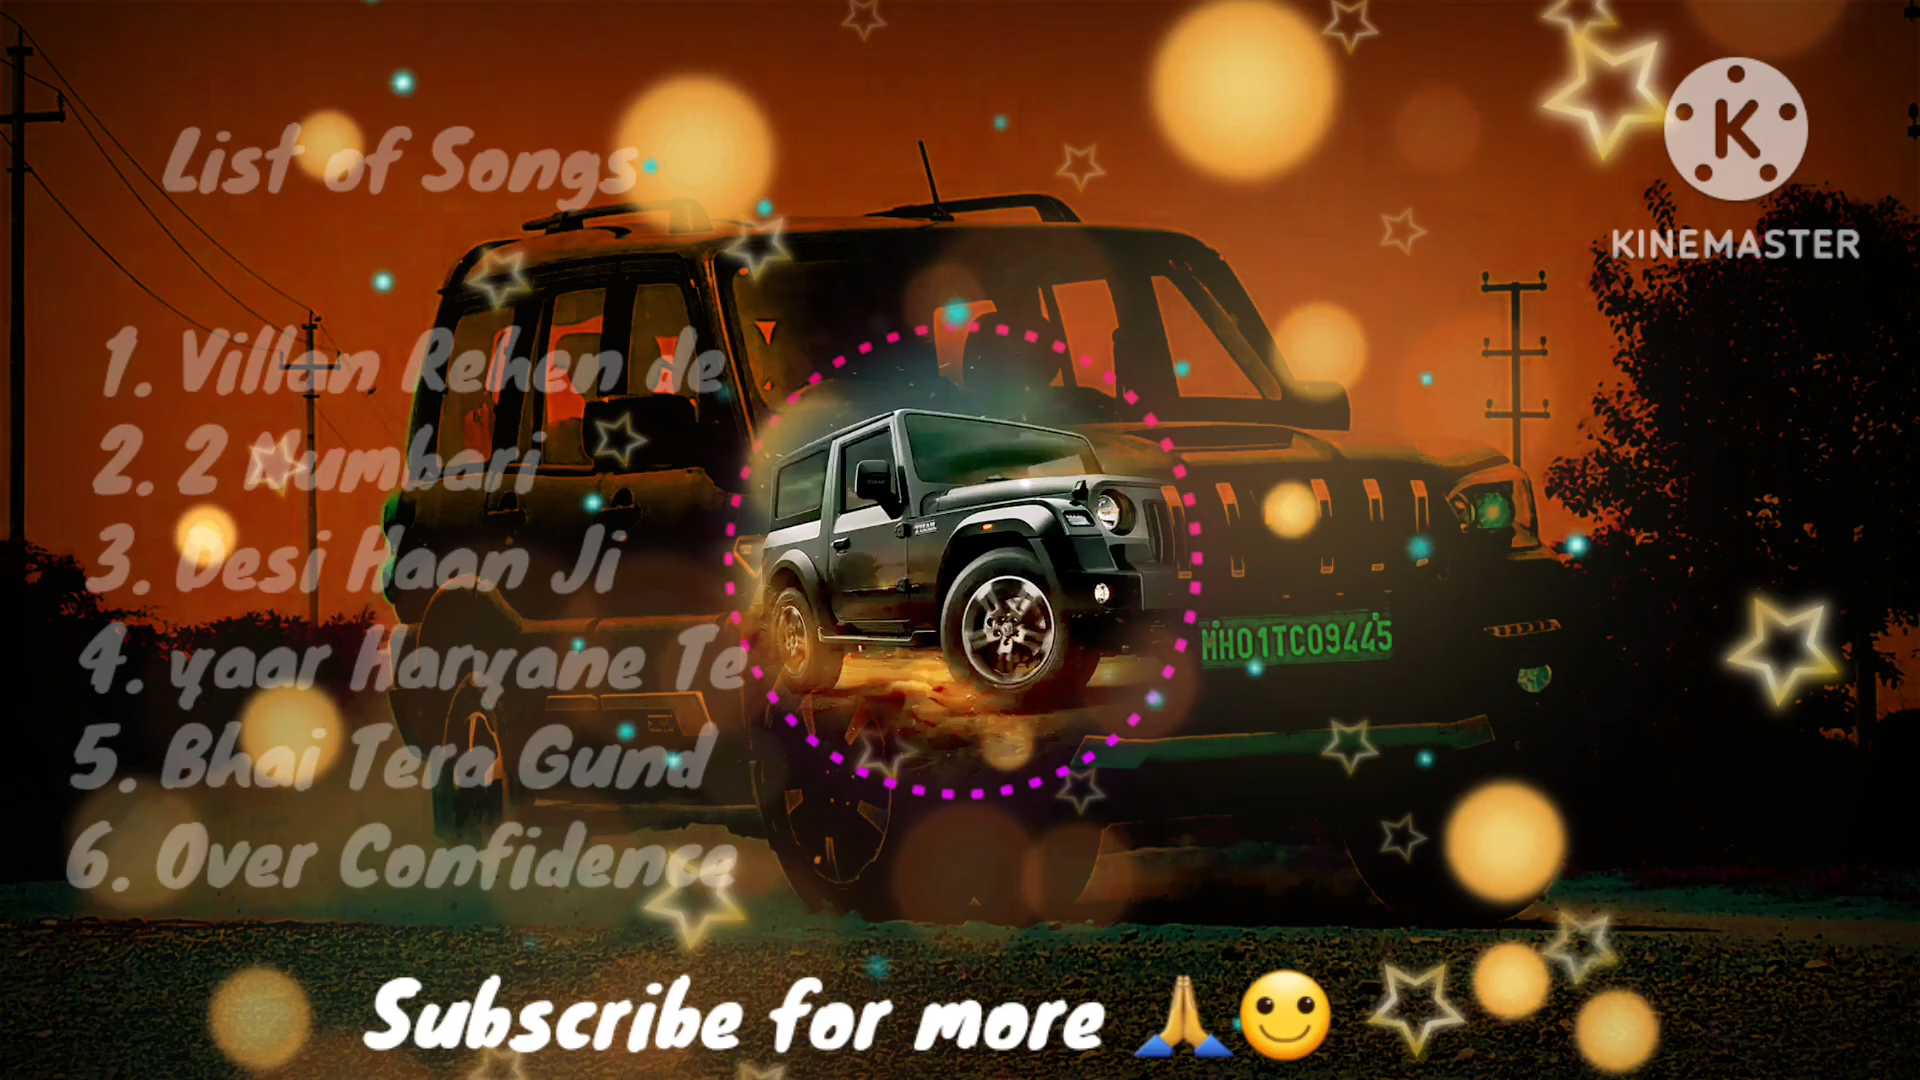 List of Songs
1. Villan Rehen de
2. 2 Numbari
3. Desi Haan Ji
4. yaar Haryane Te
5. Bhai Tera Gund
6. Over Confidence
K
KINEMASTER
MH01TC09445
Subscribe for more 🙏🙂